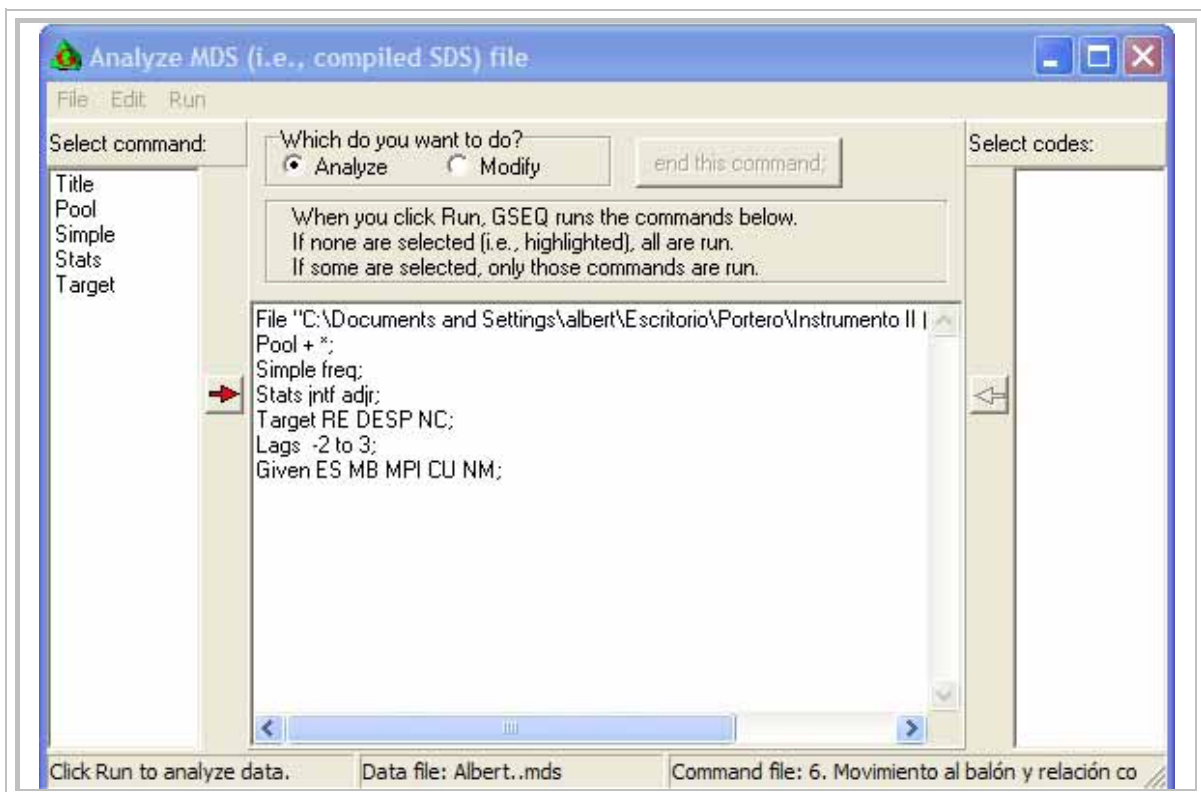 Analyze MDS (i.e., compiled SDS) file
File Edit Run
Select command:
Title
Pool
Simple
Stats
Target
Which do you want to do?
Analyze Modify
end this command;
When you click Run, GSEQ runs the commands below.
If none are selected (i.e., highlighted), all are run.
If some are selected, only those commands are run.
File "C:\Documents and Settings\albert\Escritorio\Portero\Instrumento II |
Pool + *;
Simple freq;
Stats jntf adjr;
Target RE DESP NC;
Lags -2 to 3;
Given ES MB MPI CU NM;
Select codes:
Click Run to analyze data.
Data file: Albert..mds
Command file: 6. Movimiento al balón y relación co